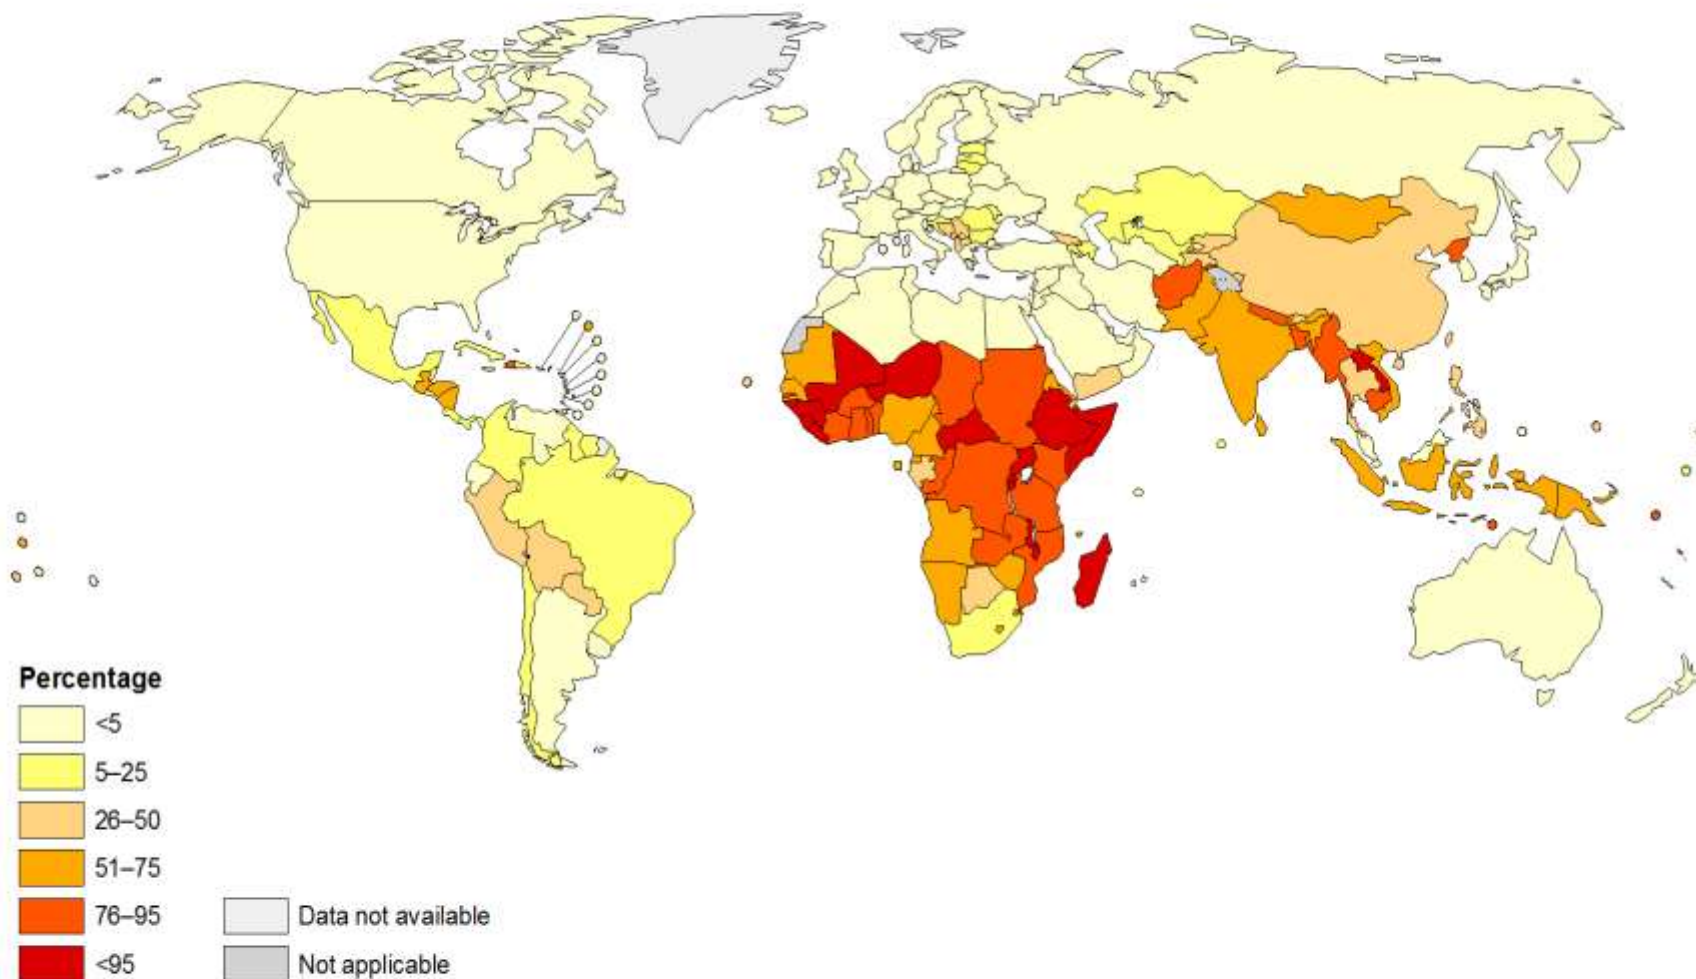 Percentage
<5
5–25
26–50
51–75
76–95
<95
Data not available
Not applicable